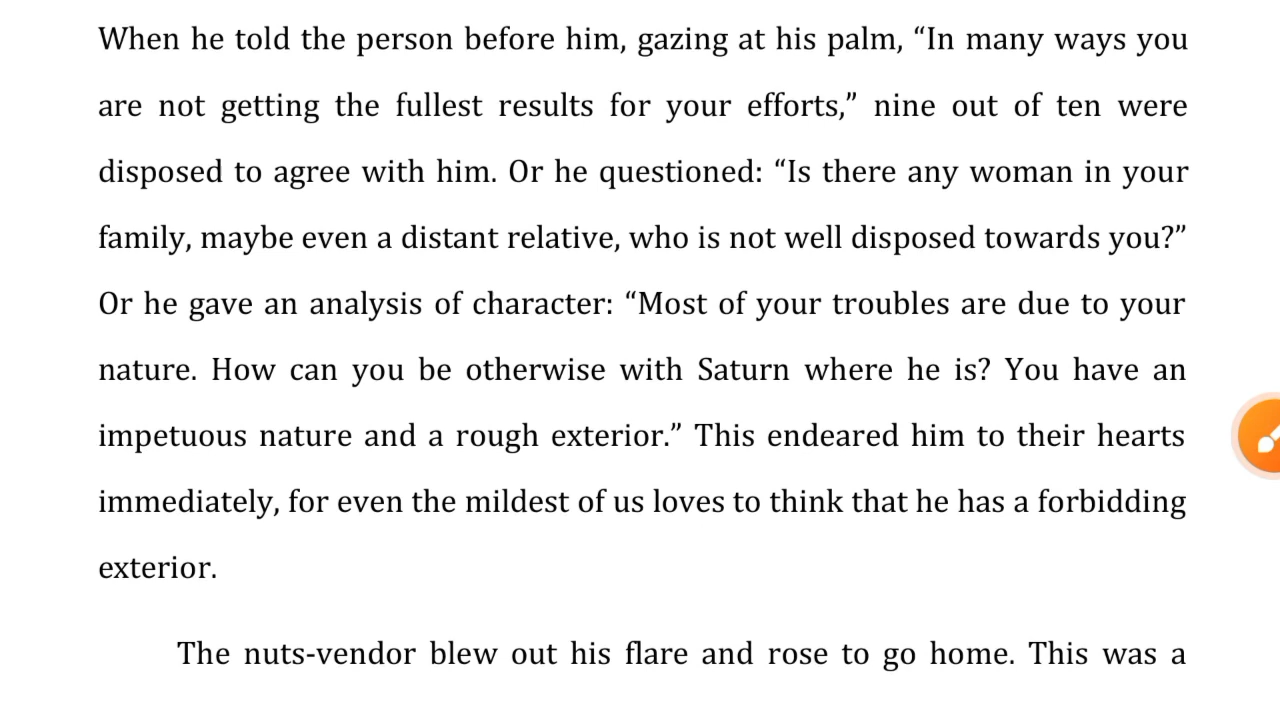 When he told the person before him, gazing at his palm, “In many ways you
are not getting the fullest results for your efforts,” nine out of ten were
disposed to agree with him. Or he questioned: “Is there any woman in your
family, maybe even a distant relative, who is not well disposed towards you?”
Or he gave an analysis of character: “Most of your troubles are due to your
nature. How can you be otherwise with Saturn where he is? You have an
impetuous nature and a rough exterior.” This endeared him to their hearts
immediately, for even the mildest of us loves to think that he has a forbidding
exterior.
The nuts-vendor blew out his flare and rose to go home. This was a